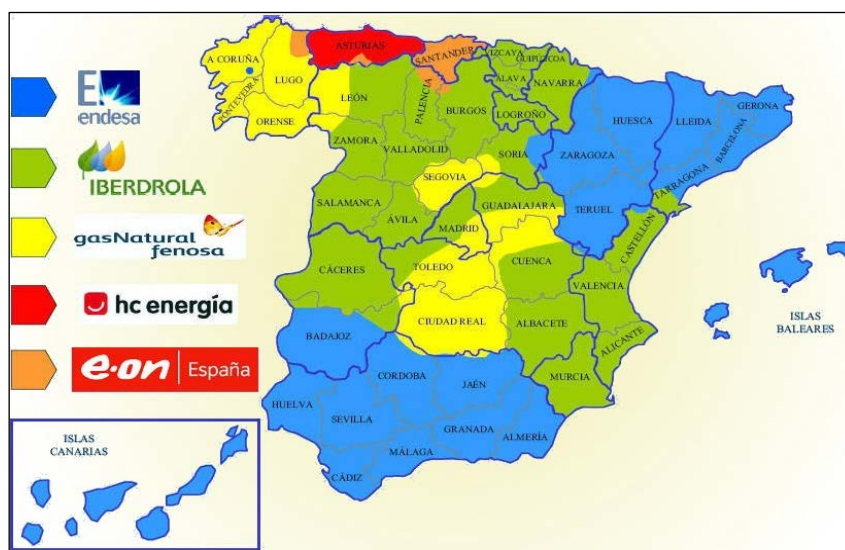 E
endesa
IBERDROLA
gasNatural
fenosa
hc energía
e·on España
A CORUÑA
LUGO
PONTEVEDRA
ORENSE
ASTURIAS
SANTANDER
VIZCAYA
GUIPUZCOA
ALAVA
NAVARRA
LEÓN
PALENCIA
BURGOS
LOGROÑO
HUESCA
LLEIDA
GERONA
BARCELONA
ZAMORA
VALLADOLID
SORIA
ZARAGOZA
TARRAGONA
SEGOVIA
SALAMANCA
ÁVILA
MADRID
GUADALAJARA
TERUEL
CASTELLÓN
CÁCERES
TOLEDO
CUENCA
VALENCIA
ISLAS
BALEARES
BADAJOZ
CIUDAD REAL
ALBACETE
ALICANTE
MURCIA
CORDOBA
JAÉN
HUELVA
SEVILLA
GRANADA
ALMERÍA
MÁLAGA
CÁDIZ
ISLAS
CANARIAS